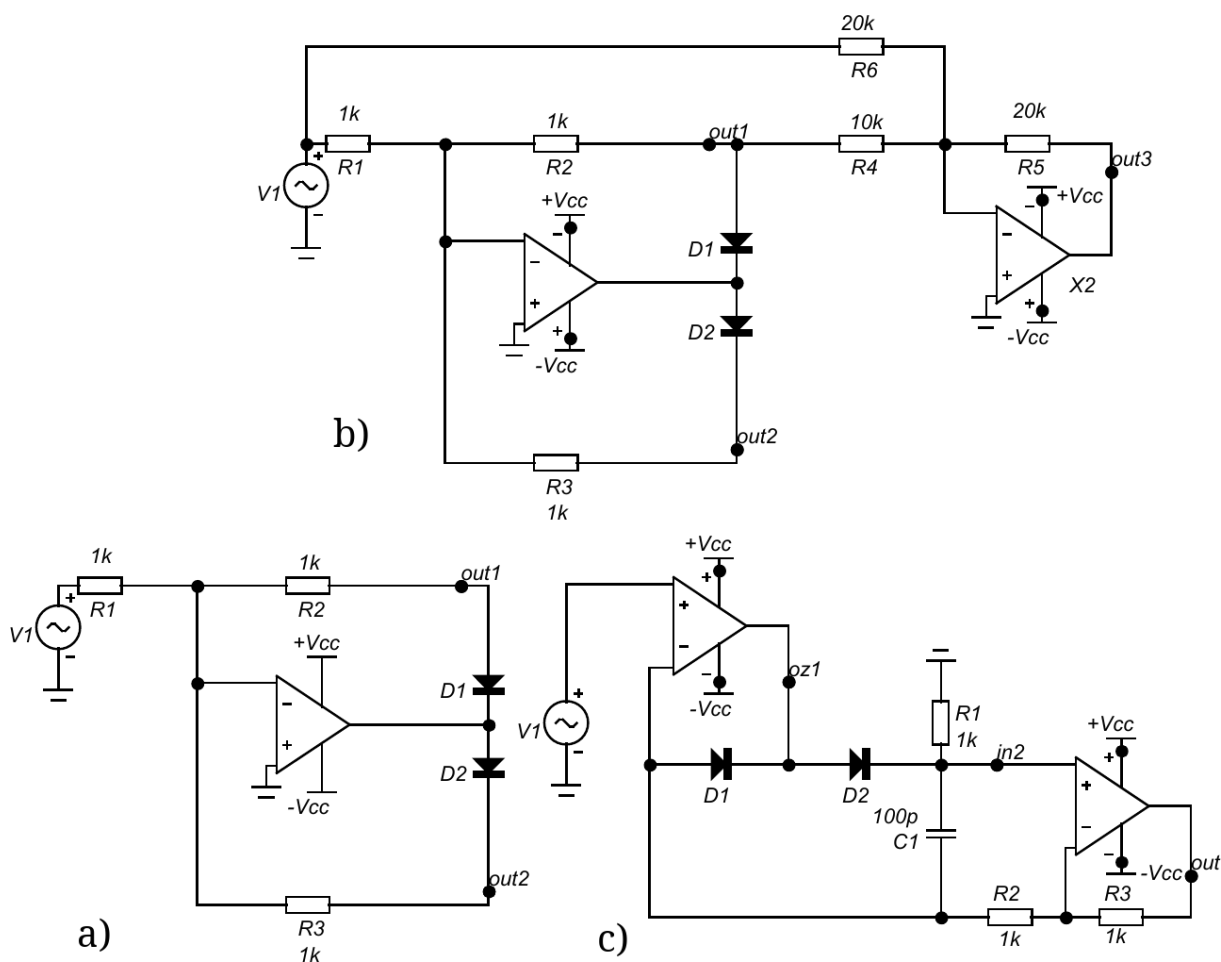 20k
R6
1k
1k
out1
10k
20k
R1
R2
R4
R5
out3
+
V1
−
+Vcc
−
−
+
+
-Vcc
D1
D2
+Vcc
−
−
+
X2
+
-Vcc
b)
out2
R3
1k
1k
1k
out1
R1
R2
+
V1
-
+Vcc
-
+
-Vcc
D1
D2
out2
R3
1k
a)
+Vcc
+
+
−
oz1
−
-Vcc
+
V1
−
R1
1k
in2
D1
D2
100p
C1
+Vcc
+
+
−
−
-Vcc
out
R2
R3
1k
1k
c)